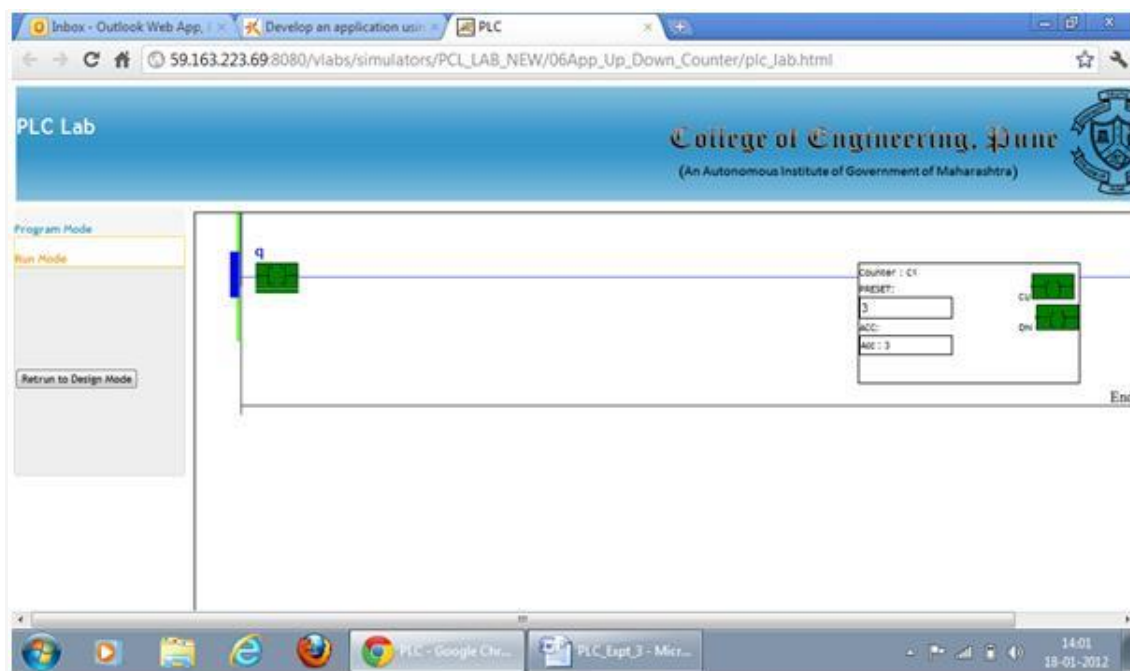 Inbox - Outlook Web App,
Develop an application usin
PLC
59.163.223.69:8080/vlabs/simulators/PCL_LAB_NEW/06App_Up_Down_Counter/plc_lab.html
PLC Lab
College of Engineering, Pune
(An Autonomous Institute of Government of Maharashtra)
Program Mode
Run Mode
Retrun to Design Mode
q
Counter : C1
PRESET:
3
CU
ACC:
DN
Acc : 3
End
PLC - Google Chr...
PLC_Expt_3 - Micr...
14:01
18-01-2012